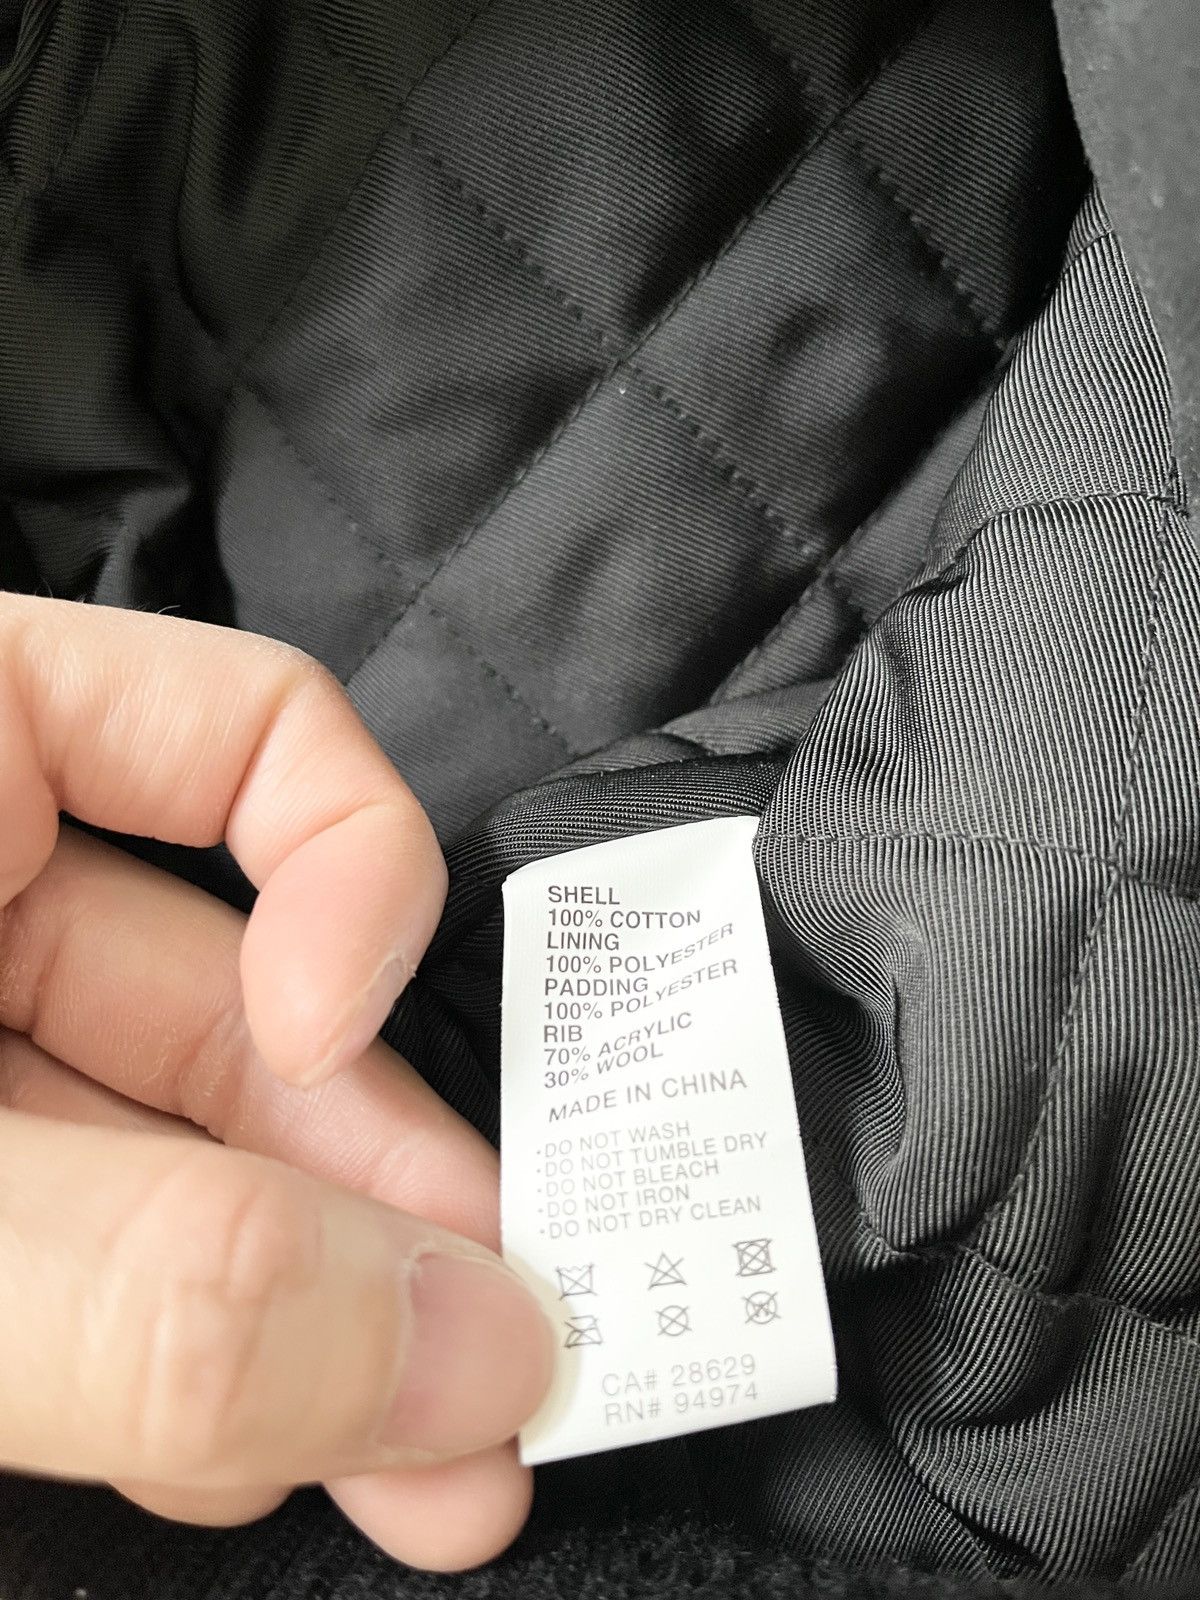 SHELL
100% COTTON
LINING
100% POLYESTER
PADDING
100% POLYESTER
RIB
70% ACRYLIC
30% WOOL
MADE IN CHINA
·DO NOT WASH
·DO NOT TUMBLE DRY
·DO NOT BLEACH
·DO NOT IRON
·DO NOT DRY CLEAN
CA# 28629
RN# 94974